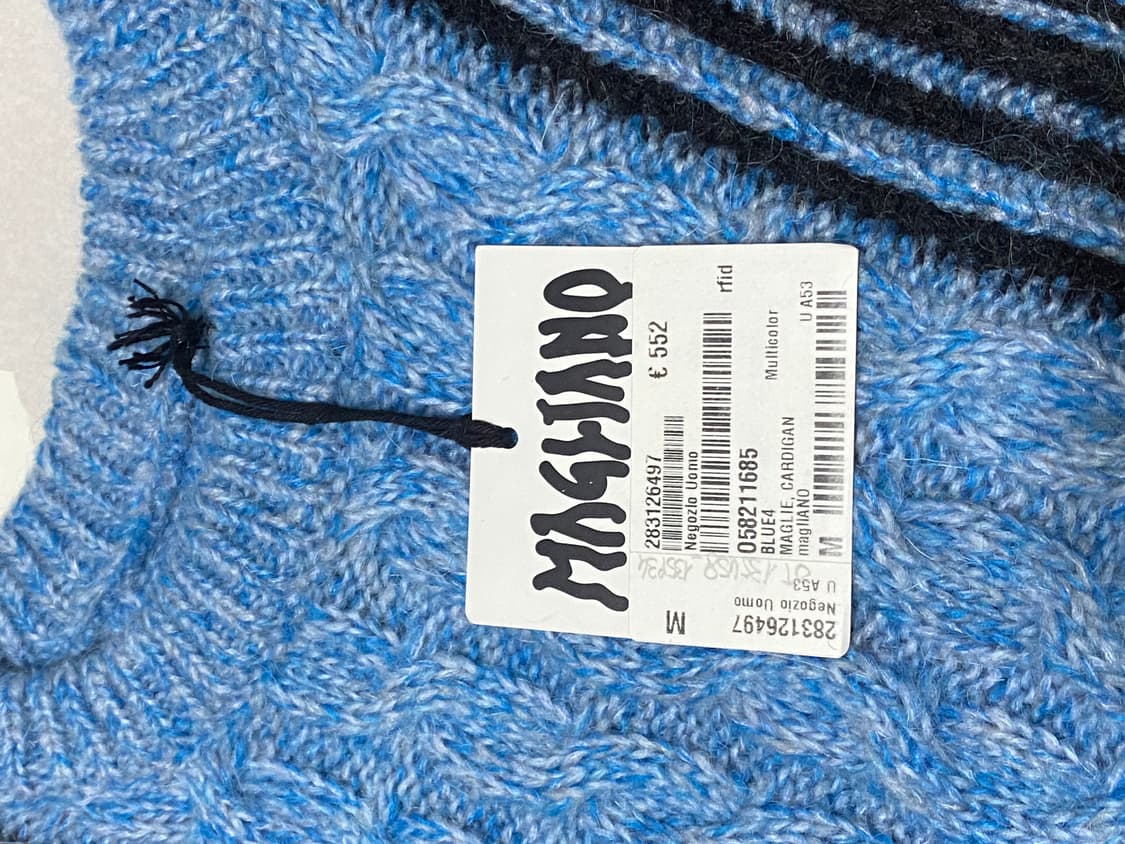 MAGLIANO
€ 552
rfid
283126497
Negozio Uomo
058211685
BLUE4
Multicolor
MAGLIE, CARDIGAN
magliANO
U A53
M
M
283126497
Negozio Uomo
U A53